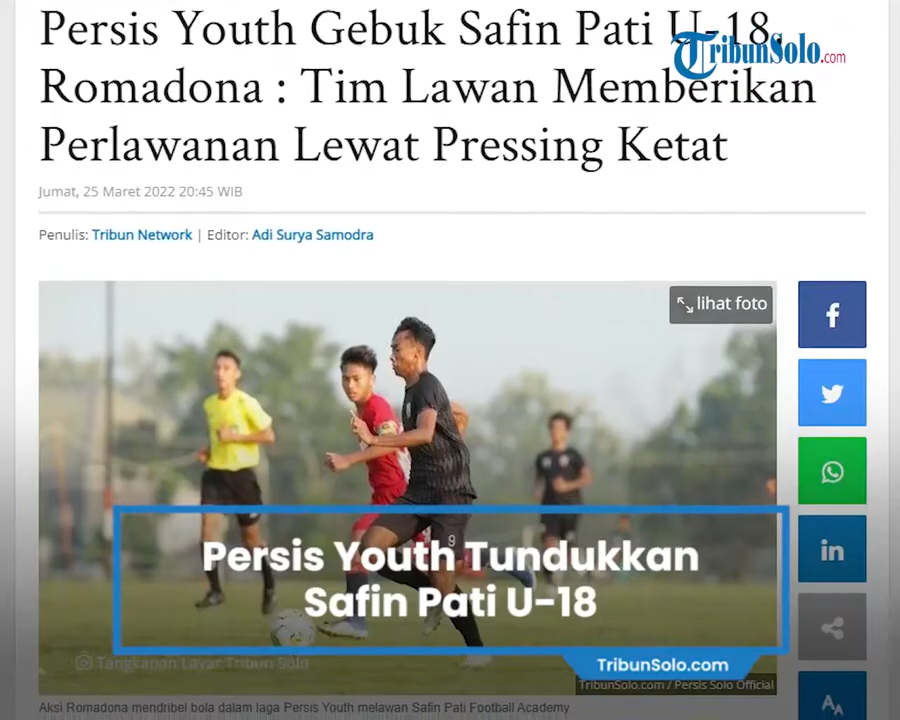 Persis Youth Gebuk Safin Pati U-18,
TribunSolo.com
Romadona : Tim Lawan Memberikan
Perlawanan Lewat Pressing Ketat
Jumat, 25 Maret 2022 20:45 WIB
Penulis: Tribun Network | Editor: Adi Surya Samodra
lihat foto
9
Persis Youth Tundukkan
Safin Pati U-18
Tangkapan Layar Tribun Solo
TribunSolo.com
TribunSolo.com / Persis Solo Official
Aksi Romadona mendribel bola dalam laga Persis Youth melawan Safin Pati Football Academy
f
in
AA